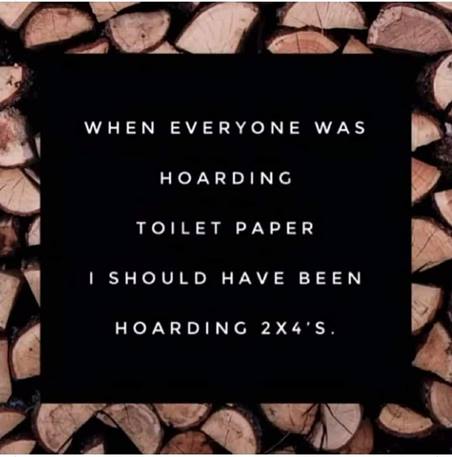 WHEN EVERYONE WAS
HOARDING
TOILET PAPER
I SHOULD HAVE BEEN
HOARDING 2X4'S.